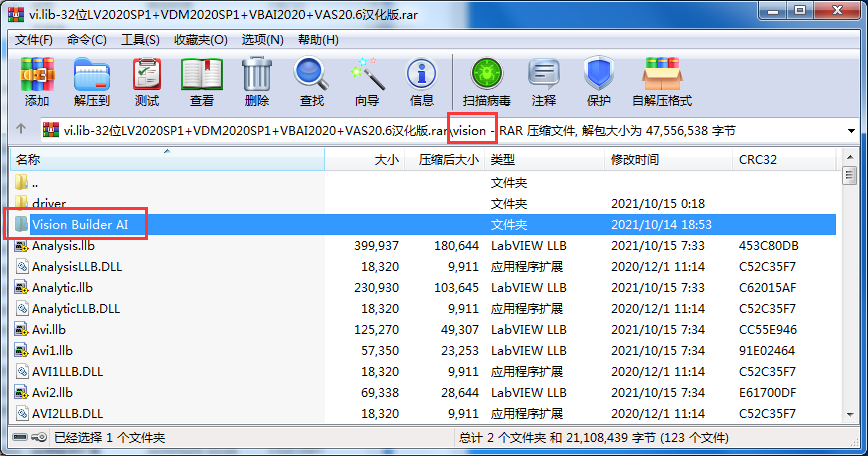 vi.lib-32位LV2020SP1+VDM2020SP1+VBAI2020+VAS20.6汉化版.rar
文件(F) 命令(C) 工具(S) 收藏夹(O) 选项(N) 帮助(H)
添加 解压到 测试 查看 删除 查找 向导 信息 扫描病毒 注释 保护 自解压格式
vi.lib-32位LV2020SP1+VDM2020SP1+VBAI2020+VAS20.6汉化版.rar\vision - RAR 压缩文件, 解包大小为 47,556,538 字节
名称 大小 压缩后大小 类型 修改时间 CRC32
.. 文件夹
driver 文件夹 2021/10/15 0:18
Vision Builder AI 文件夹 2021/10/14 18:53
Analysis.llb 399,937 180,644 LabVIEW LLB 2021/10/15 7:33 453C80DB
AnalysisLLB.DLL 18,320 9,911 应用程序扩展 2020/12/1 11:14 C52C35F7
Analytic.llb 230,930 103,645 LabVIEW LLB 2021/10/15 7:33 C62015AF
AnalyticLLB.DLL 18,320 9,911 应用程序扩展 2020/12/1 11:14 C52C35F7
Avi.llb 125,270 49,307 LabVIEW LLB 2021/10/15 7:34 CC55E946
Avi1.llb 57,350 23,253 LabVIEW LLB 2021/10/15 7:34 91E02464
AVI1LLB.DLL 18,320 9,911 应用程序扩展 2020/12/1 11:14 C52C35F7
Avi2.llb 69,338 28,644 LabVIEW LLB 2021/10/15 7:34 E61700DF
AVI2LLB.DLL 18,320 9,911 应用程序扩展 2020/12/1 11:14 C52C35F7
已经选择 1 个文件夹 总计 2 个文件夹 和 21,108,439 字节 (123 个文件)